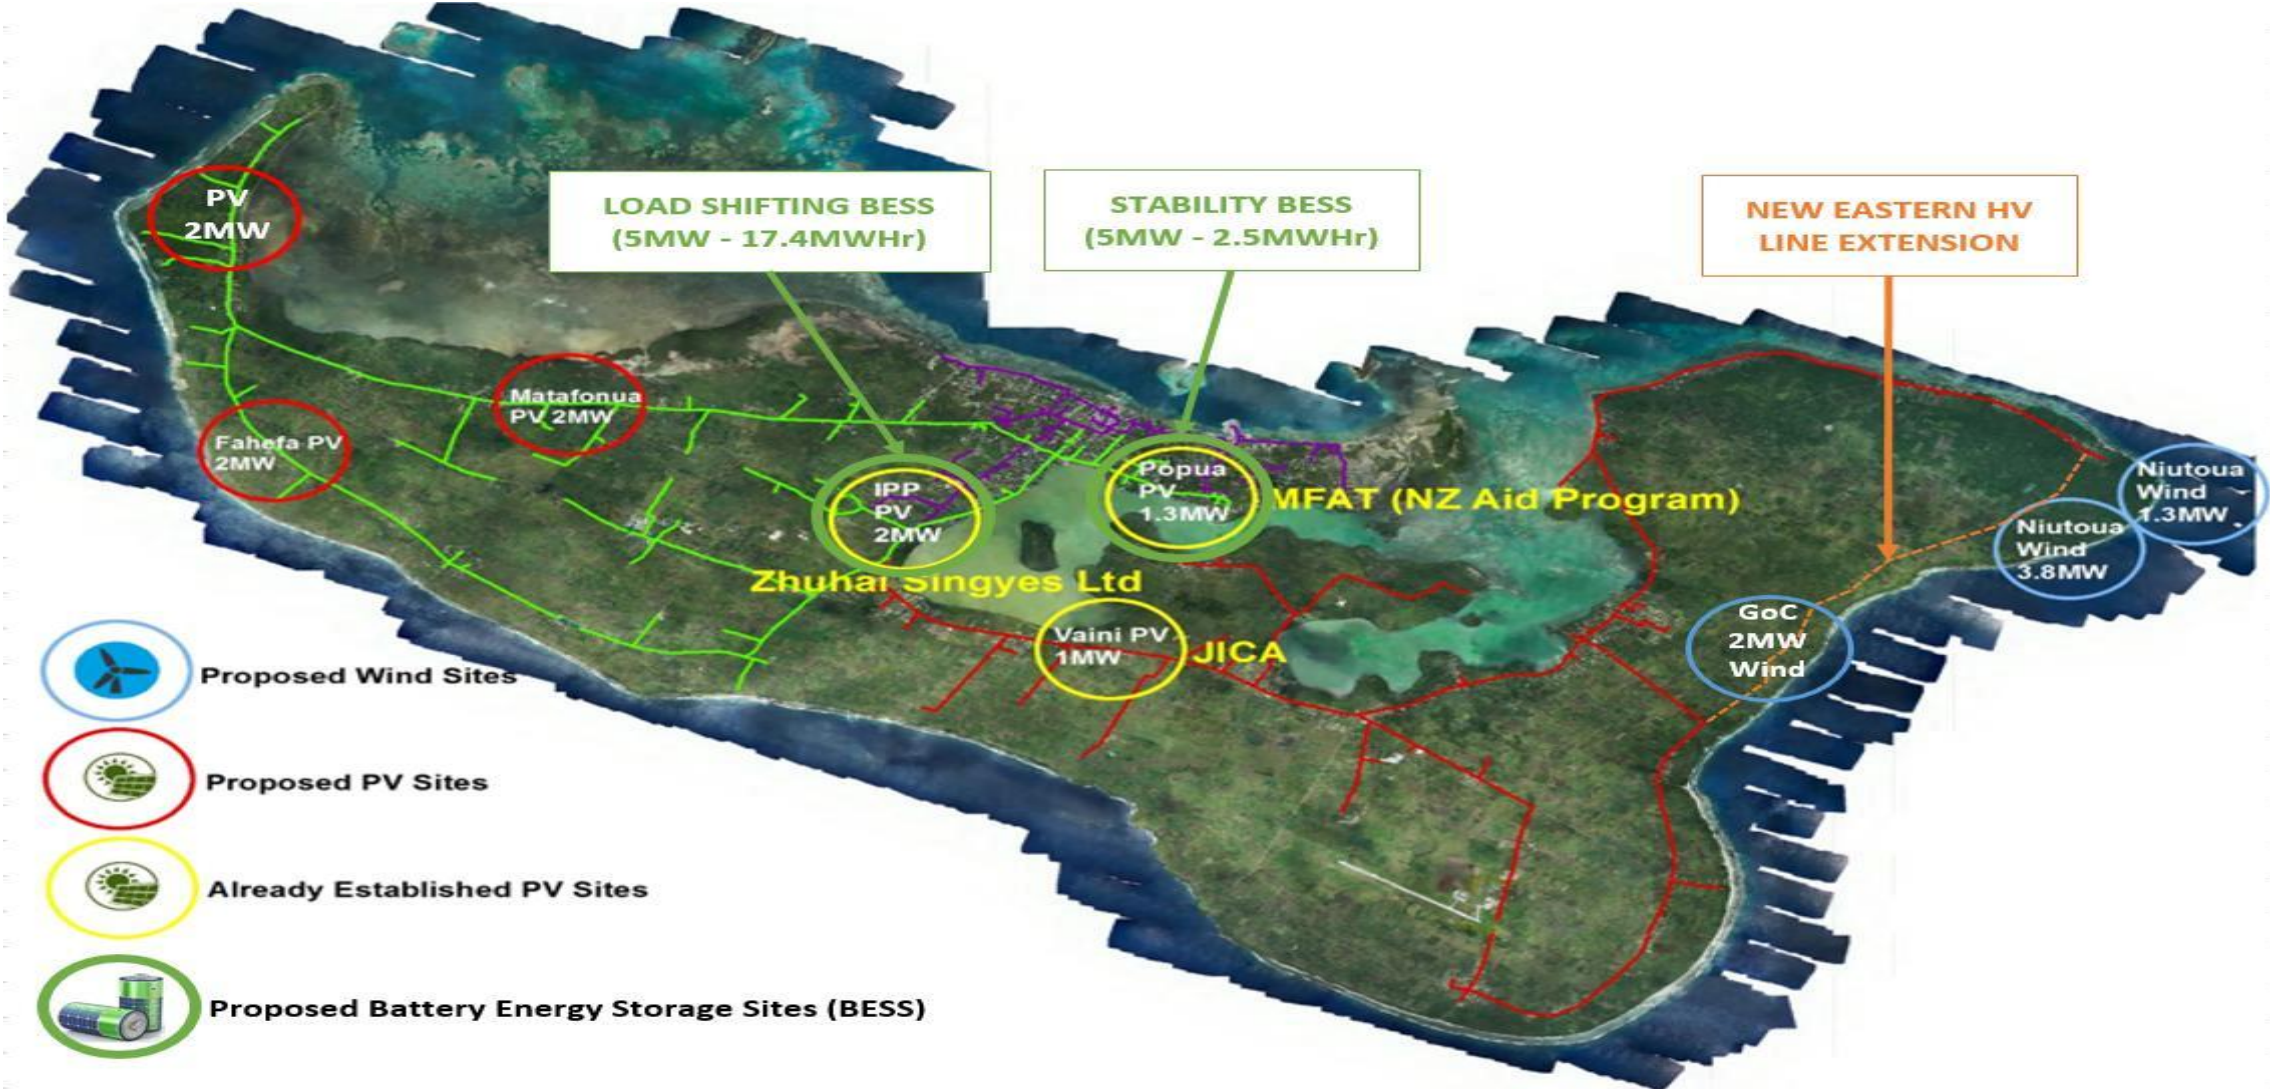 PV
2MW
LOAD SHIFTING BESS
(5MW - 17.4MWHr)
STABILITY BESS
(5MW - 2.5MWHr)
NEW EASTERN HV
LINE EXTENSION
Matafonua
PV 2MW
Fahefa PV
2MW
IPP
PV
2MW
Popua
PV
1.3MW
MFAT (NZ Aid Program)
Niutoua
Wind
1.3MW
Niutoua
Wind
3.8MW
Zhuhai Singyes Ltd
Vaini PV
1MW
JICA
GoC
2MW
Wind
Proposed Wind Sites
Proposed PV Sites
Already Established PV Sites
Proposed Battery Energy Storage Sites (BESS)